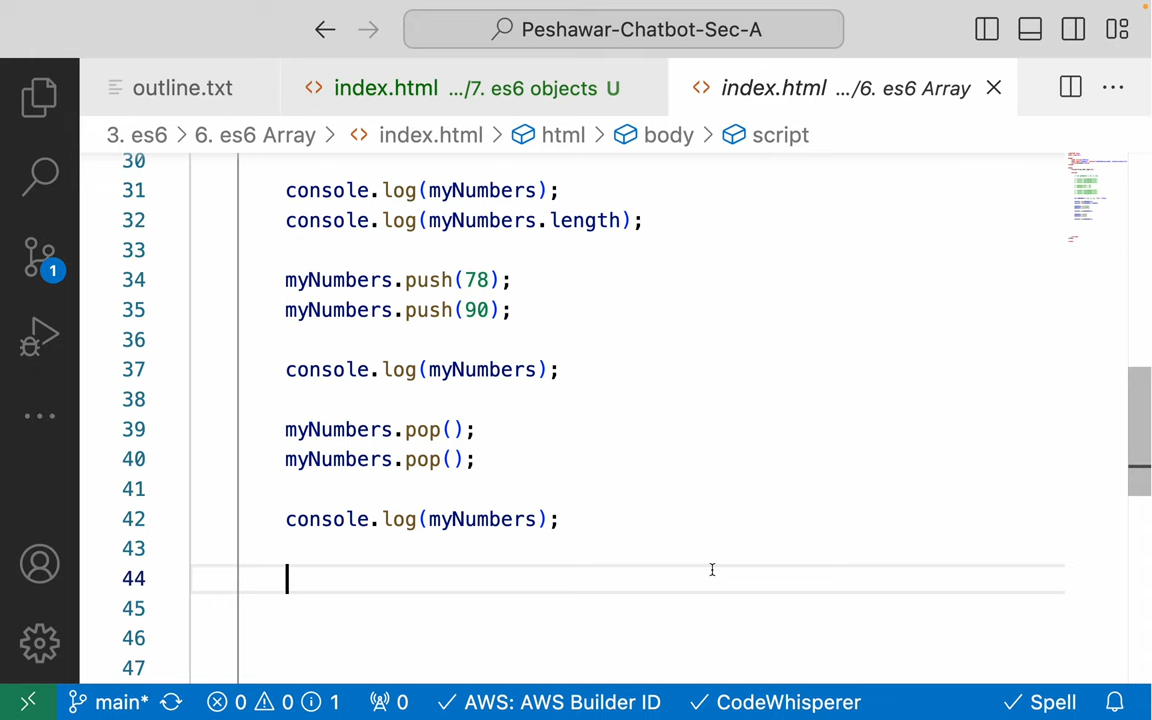 Peshawar-Chatbot-Sec-A
outline.txt
index.html .../7. es6 objects U
index.html .../6. es6 Array
3. es6 > 6. es6 Array > index.html > html > body > script
30
31 console.log(myNumbers);
32 console.log(myNumbers.length);
33
34 myNumbers.push(78);
35 myNumbers.push(90);
36
37 console.log(myNumbers);
38
39 myNumbers.pop();
40 myNumbers.pop();
41
42 console.log(myNumbers);
43
44
45
46
47
1
main* 0 0 1 0 AWS: AWS Builder ID CodeWhisperer Spell